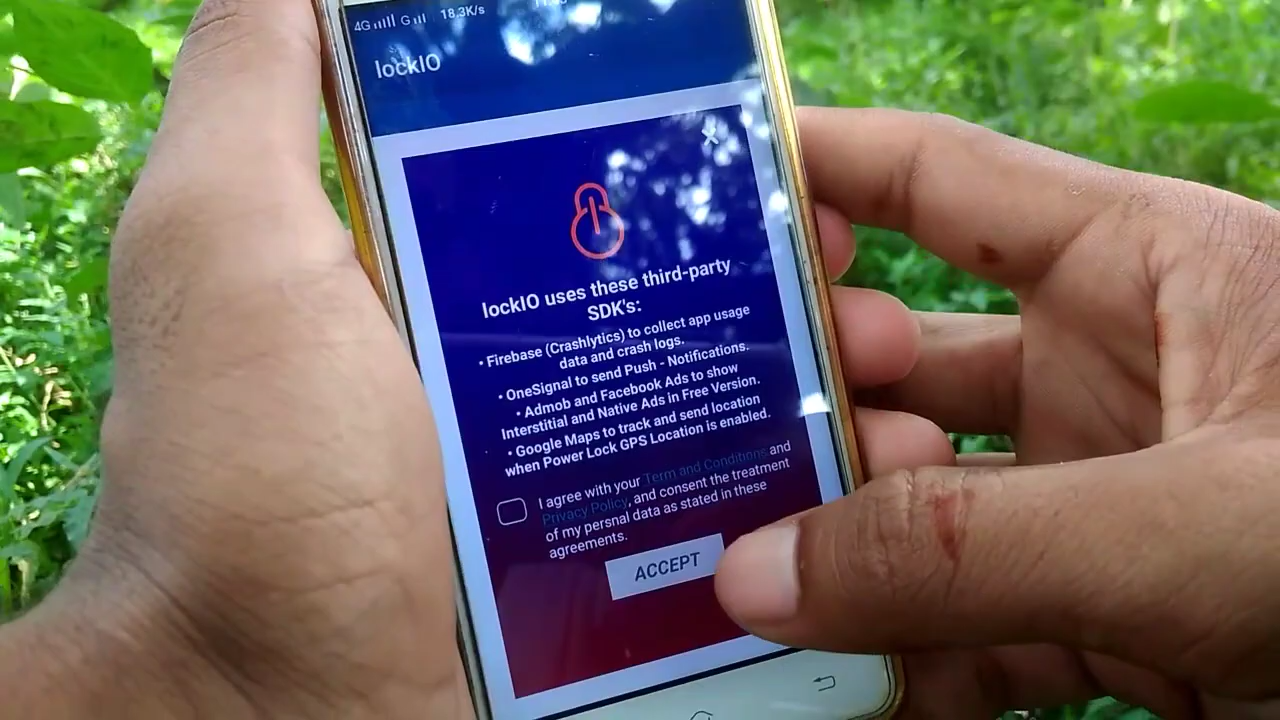 4G G 18.3K/s
lockIO
X
lockIO uses these third-party
SDK's:
• Firebase (Crashlytics) to collect app usage
data and crash logs.
• OneSignal to send Push - Notifications.
• Admob and Facebook Ads to show
Interstitial and Native Ads in Free Version.
• Google Maps to track and send location
when Power Lock GPS Location is enabled.
I agree with your Term and Conditions and
Privacy Policy, and consent the treatment
of my persnal data as stated in these
agreements.
ACCEPT